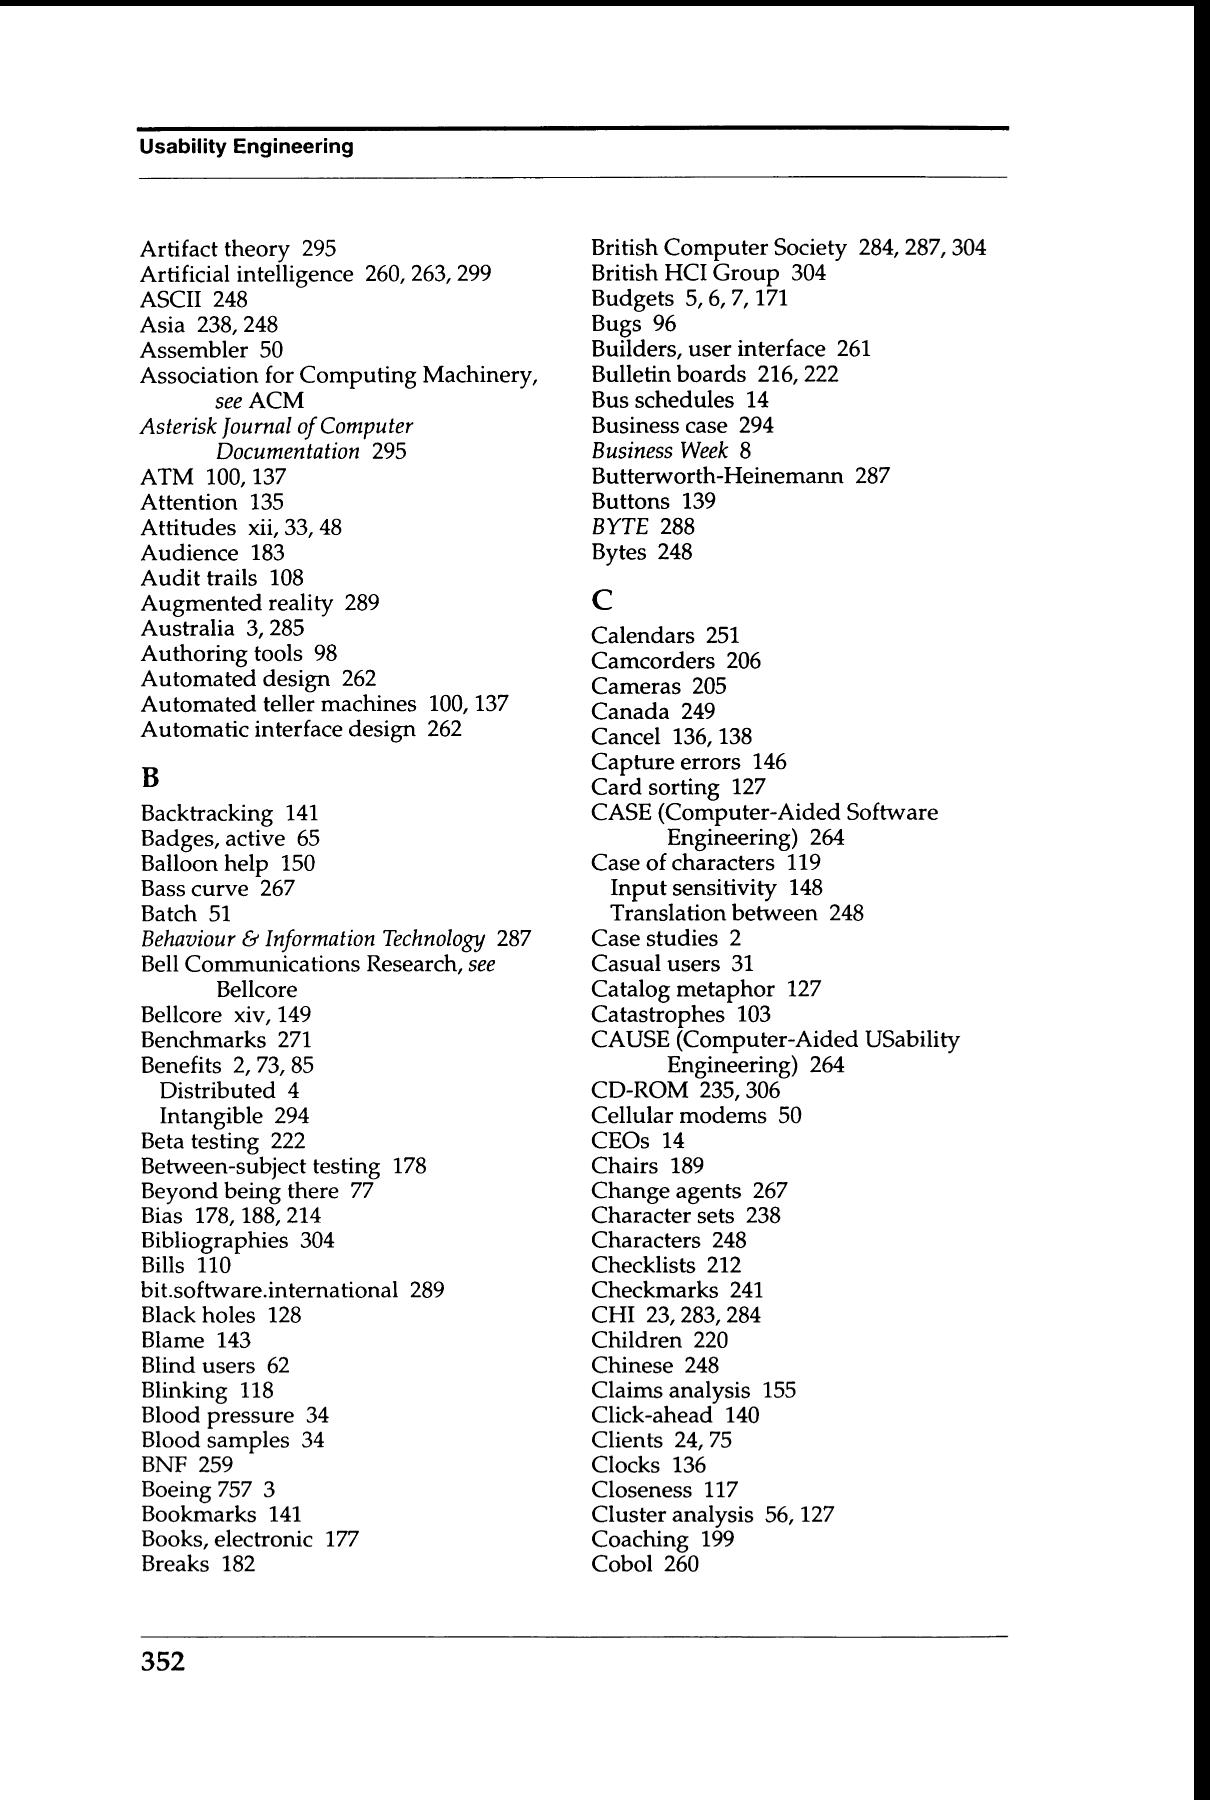 Usability Engineering
Artifact theory 295
Artificial intelligence 260, 263, 299
ASCII 248
Asia 238, 248
Assembler 50
Association for Computing Machinery,
see ACM
Asterisk Journal of Computer
Documentation 295
ATM 100, 137
Attention 135
Attitudes xii, 33, 48
Audience 183
Audit trails 108
Augmented reality 289
Australia 3, 285
Authoring tools 98
Automated design 262
Automated teller machines 100, 137
Automatic interface design 262
B
Backtracking 141
Badges, active 65
Balloon help 150
Bass curve 267
Batch 51
Behaviour & Information Technology 287
Bell Communications Research, see
Bellcore
Bellcore xiv, 149
Benchmarks 271
Benefits 2, 73, 85
Distributed 4
Intangible 294
Beta testing 222
Between-subject testing 178
Beyond being there 77
Bias 178, 188, 214
Bibliographies 304
Bills 110
bit.software.international 289
Black holes 128
Blame 143
Blind users 62
Blinking 118
Blood pressure 34
Blood samples 34
BNF 259
Boeing 757 3
Bookmarks 141
Books, electronic 177
Breaks 182
British Computer Society 284, 287, 304
British HCI Group 304
Budgets 5, 6, 7, 171
Bugs 96
Builders, user interface 261
Bulletin boards 216, 222
Bus schedules 14
Business case 294
Business Week 8
Butterworth-Heinemann 287
Buttons 139
BYTE 288
Bytes 248
C
Calendars 251
Camcorders 206
Cameras 205
Canada 249
Cancel 136, 138
Capture errors 146
Card sorting 127
CASE (Computer-Aided Software
Engineering) 264
Case of characters 119
Input sensitivity 148
Translation between 248
Case studies 2
Casual users 31
Catalog metaphor 127
Catastrophes 103
CAUSE (Computer-Aided USability
Engineering) 264
CD-ROM 235, 306
Cellular modems 50
CEOs 14
Chairs 189
Change agents 267
Character sets 238
Characters 248
Checklists 212
Checkmarks 241
CHI 23, 283, 284
Children 220
Chinese 248
Claims analysis 155
Click-ahead 140
Clients 24, 75
Clocks 136
Closeness 117
Cluster analysis 56, 127
Coaching 199
Cobol 260
352